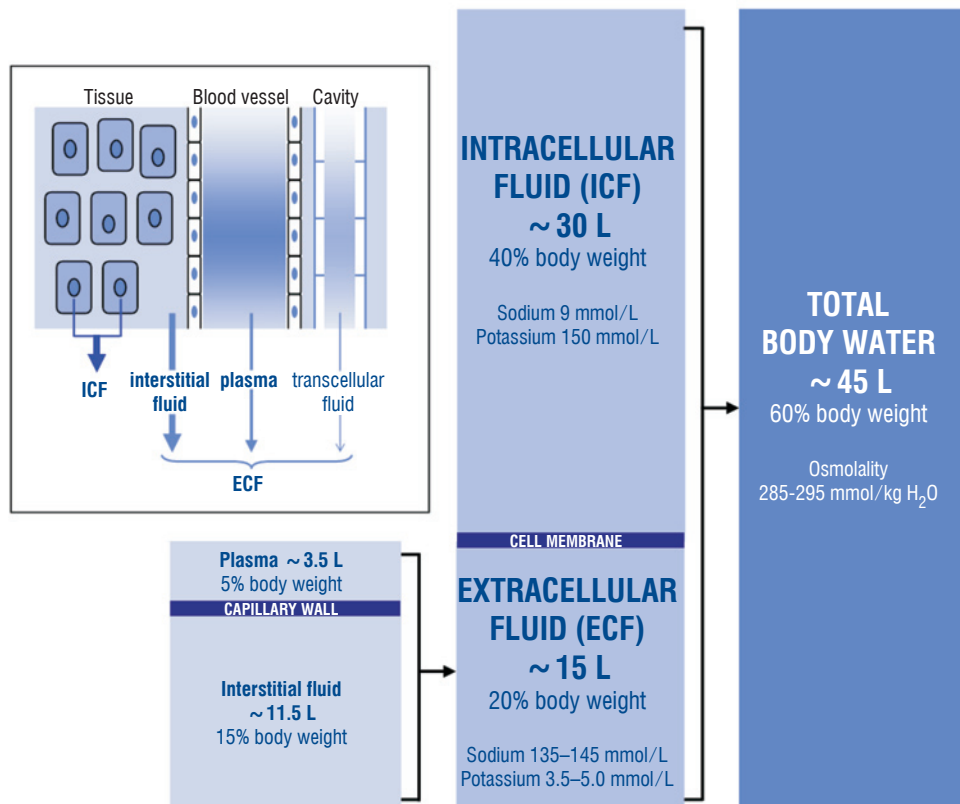 Tissue
Blood vessel
Cavity
ICF
interstitial
fluid
plasma
transcellular
fluid
ECF
Plasma ~ 3.5 L
5% body weight
CAPILLARY WALL
Interstitial fluid
~ 11.5 L
15% body weight
INTRACELLULAR
FLUID (ICF)
~ 30 L
40% body weight
Sodium 9 mmol/L
Potassium 150 mmol/L
CELL MEMBRANE
EXTRACELLULAR
FLUID (ECF)
~ 15 L
20% body weight
Sodium 135–145 mmol/L
Potassium 3.5–5.0 mmol/L
TOTAL
BODY WATER
~ 45 L
60% body weight
Osmolality
285-295 mmol/kg H₂O